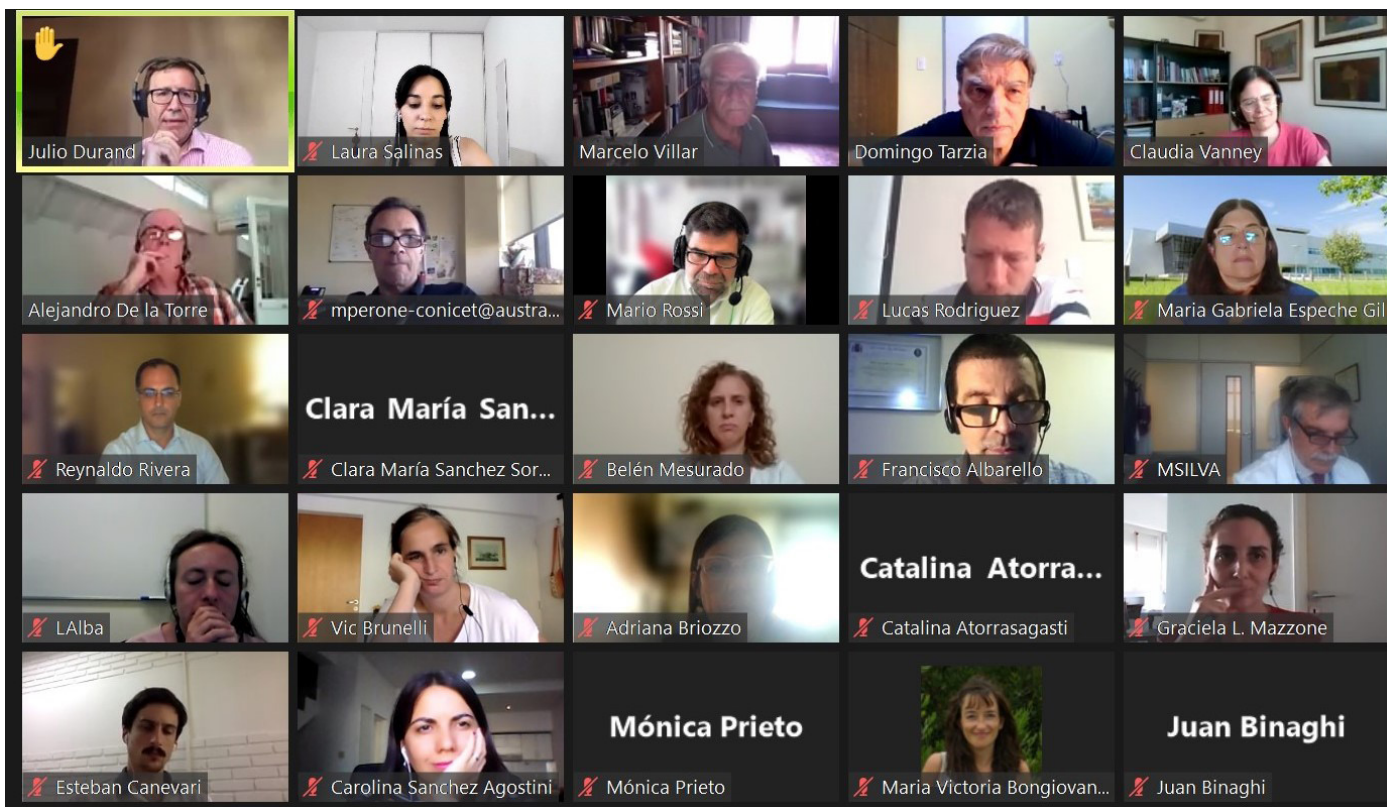 Julio Durand
Laura Salinas
Marcelo Villar
Domingo Tarzia
Claudia Vanney
Alejandro De la Torre
mperone-conicet@austra...
Mario Rossi
Lucas Rodriguez
Maria Gabriela Espeche Gil
Reynaldo Rivera
Clara María San...
Clara María Sanchez Sor...
Belén Mesurado
Francisco Albarello
MSILVA
LAlba
Vic Brunelli
Adriana Briozzo
Catalina Atorra...
Catalina Atorrasagasti
Graciela L. Mazzone
Esteban Canevari
Carolina Sanchez Agostini
Mónica Prieto
Mónica Prieto
Maria Victoria Bongiovan...
Juan Binaghi
Juan Binaghi